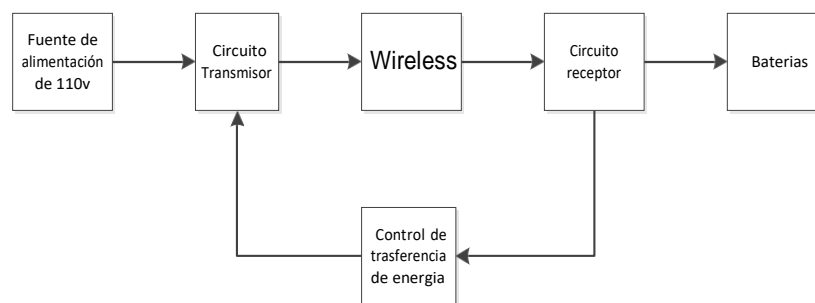 Fuente de
alimentación
de 110v
Circuito
Transmisor
Wireless
Circuito
receptor
Baterias
Control de
trasferencia
de energia